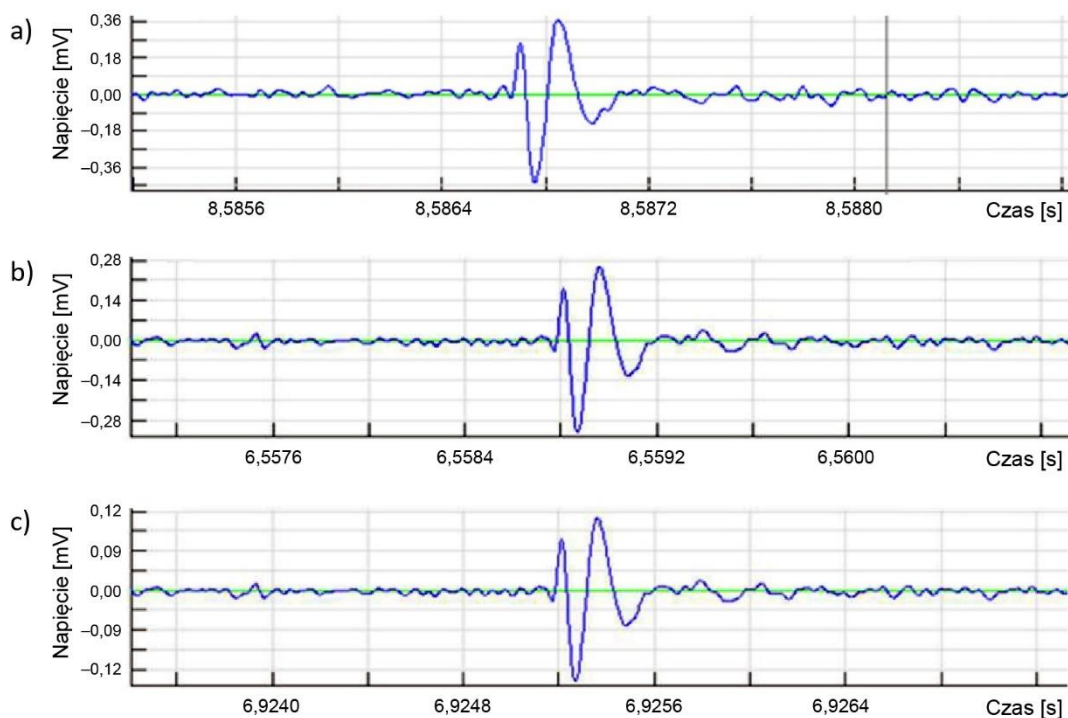 a)
Napięcie [mV]
0,36
0,18
0,00
–0,18
–0,36
8,5856 8,5864 8,5872 8,5880 Czas [s]
b)
Napięcie [mV]
0,28
0,14
0,00
–0,14
–0,28
6,5576 6,5584 6,5592 6,5600 Czas [s]
c)
Napięcie [mV]
0,12
0,09
0,00
–0,09
–0,12
6,9240 6,9248 6,9256 6,9264 Czas [s]